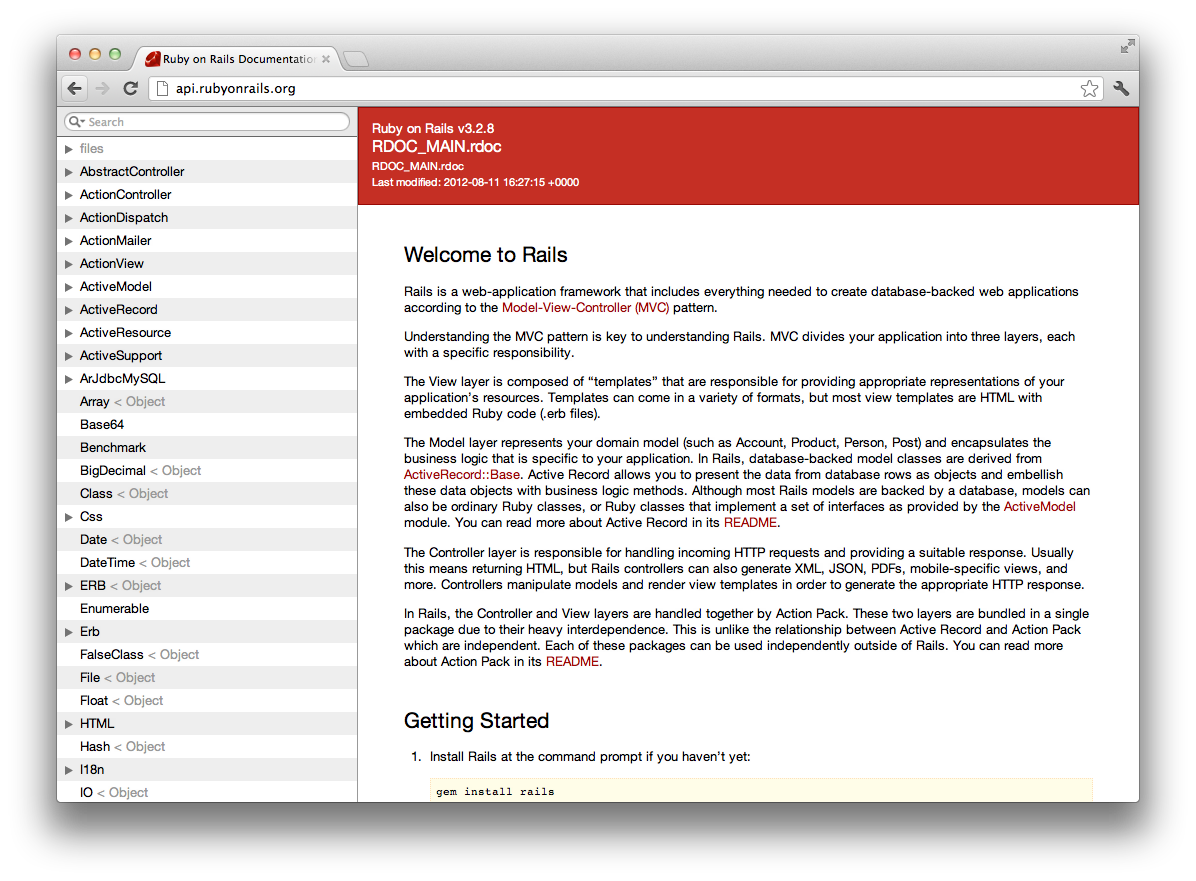 Ruby on Rails Documentatio
api.rubyonrails.org
Search
files
AbstractController
ActionController
ActionDispatch
ActionMailer
ActionView
ActiveModel
ActiveRecord
ActiveResource
ActiveSupport
ArJdbcMySQL
Array < Object
Base64
Benchmark
BigDecimal < Object
Class < Object
Css
Date < Object
DateTime < Object
ERB < Object
Enumerable
Erb
FalseClass < Object
File < Object
Float < Object
HTML
Hash < Object
I18n
IO < Object
Ruby on Rails v3.2.8
RDOC_MAIN.rdoc
RDOC_MAIN.rdoc
Last modified: 2012-08-11 16:27:15 +0000
Welcome to Rails
Rails is a web-application framework that includes everything needed to create database-backed web applications
according to the Model-View-Controller (MVC) pattern.
Understanding the MVC pattern is key to understanding Rails. MVC divides your application into three layers, each
with a specific responsibility.
The View layer is composed of “templates” that are responsible for providing appropriate representations of your
application’s resources. Templates can come in a variety of formats, but most view templates are HTML with
embedded Ruby code (.erb files).
The Model layer represents your domain model (such as Account, Product, Person, Post) and encapsulates the
business logic that is specific to your application. In Rails, database-backed model classes are derived from
ActiveRecord::Base. Active Record allows you to present the data from database rows as objects and embellish
these data objects with business logic methods. Although most Rails models are backed by a database, models can
also be ordinary Ruby classes, or Ruby classes that implement a set of interfaces as provided by the ActiveModel
module. You can read more about Active Record in its README.
The Controller layer is responsible for handling incoming HTTP requests and providing a suitable response. Usually
this means returning HTML, but Rails controllers can also generate XML, JSON, PDFs, mobile-specific views, and
more. Controllers manipulate models and render view templates in order to generate the appropriate HTTP response.
In Rails, the Controller and View layers are handled together by Action Pack. These two layers are bundled in a single
package due to their heavy interdependence. This is unlike the relationship between Active Record and Action Pack
which are independent. Each of these packages can be used independently outside of Rails. You can read more
about Action Pack in its README.
Getting Started
1. Install Rails at the command prompt if you haven’t yet:
gem install rails